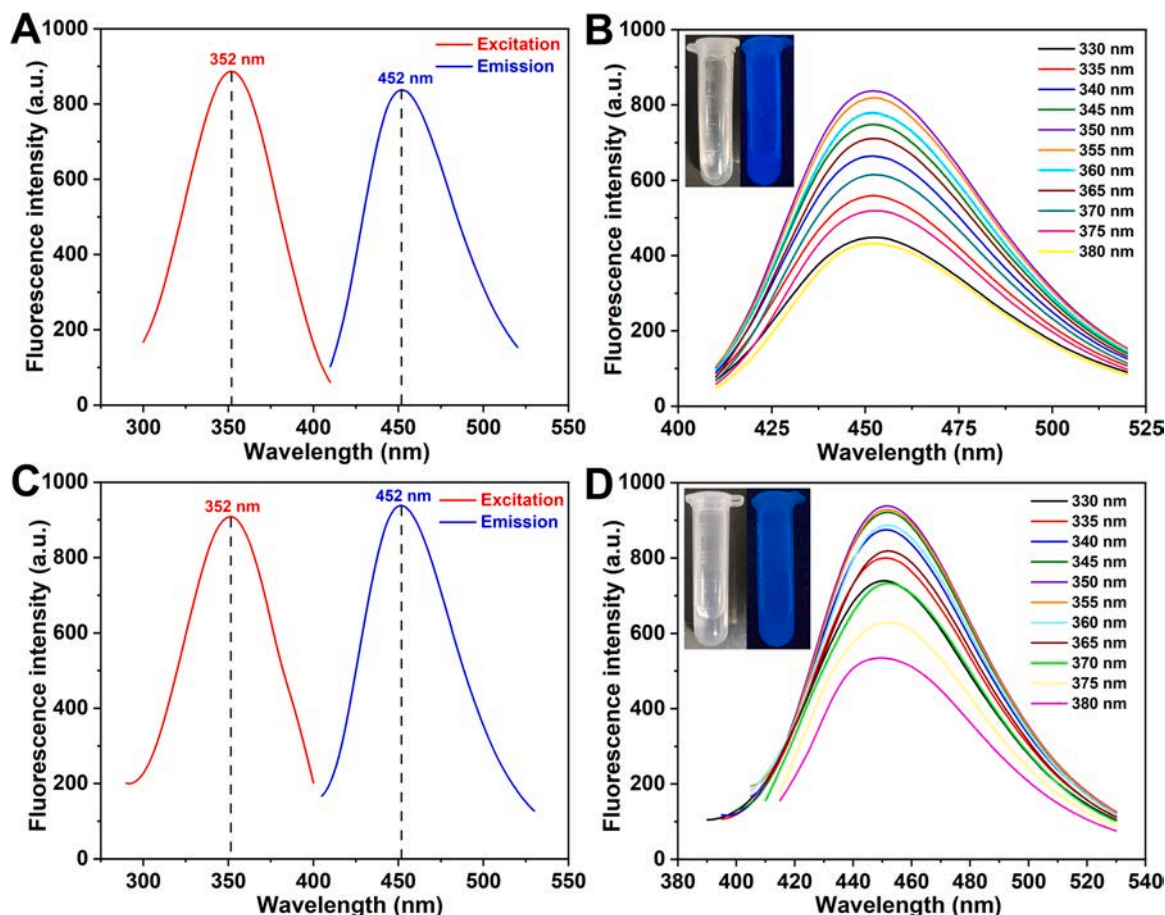 A
1000
800
600
400
200
0
Fluorescence intensity (a.u.)
352 nm
452 nm
Excitation
Emission
300 350 400 450 500 550
Wavelength (nm)
B
1000
800
600
400
200
0
Fluorescence intensity (a.u.)
330 nm
335 nm
340 nm
345 nm
350 nm
355 nm
360 nm
365 nm
370 nm
375 nm
380 nm
400 425 450 475 500 525
Wavelength (nm)
C
1000
800
600
400
200
0
Fluorescence intensity (a.u.)
352 nm
452 nm
Excitation
Emission
300 350 400 450 500 550
Wavelength (nm)
D
1000
800
600
400
200
0
Fluorescence intensity (a.u.)
330 nm
335 nm
340 nm
345 nm
350 nm
355 nm
360 nm
365 nm
370 nm
375 nm
380 nm
380 400 420 440 460 480 500 520 540
Wavelength (nm)